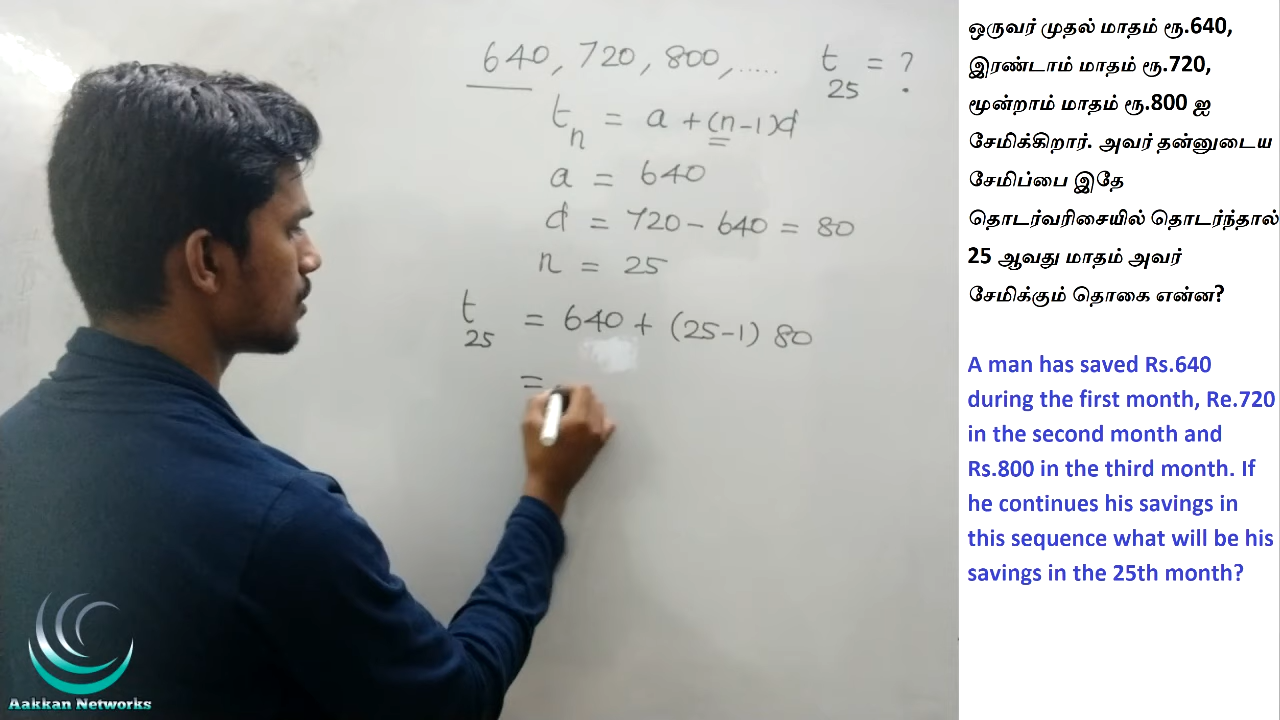 640, 720, 800, ..... t25 = ?
tn = a + (n-1)d
a = 640
d = 720 - 640 = 80
n = 25
t25 = 640 + (25-1) 80
=
ஒருவர் முதல் மாதம் ரூ.640,
இரண்டாம் மாதம் ரூ.720,
மூன்றாம் மாதம் ரூ.800 ஐ
சேமிக்கிறார். அவர் தன்னுடைய
சேமிப்பை இதே
தொடர்வரிசையில் தொடர்ந்தால்
25 ஆவது மாதம் அவர்
சேமிக்கும் தொகை என்ன?
A man has saved Rs.640
during the first month, Re.720
in the second month and
Rs.800 in the third month. If
he continues his savings in
this sequence what will be his
savings in the 25th month?
Aakkan Networks